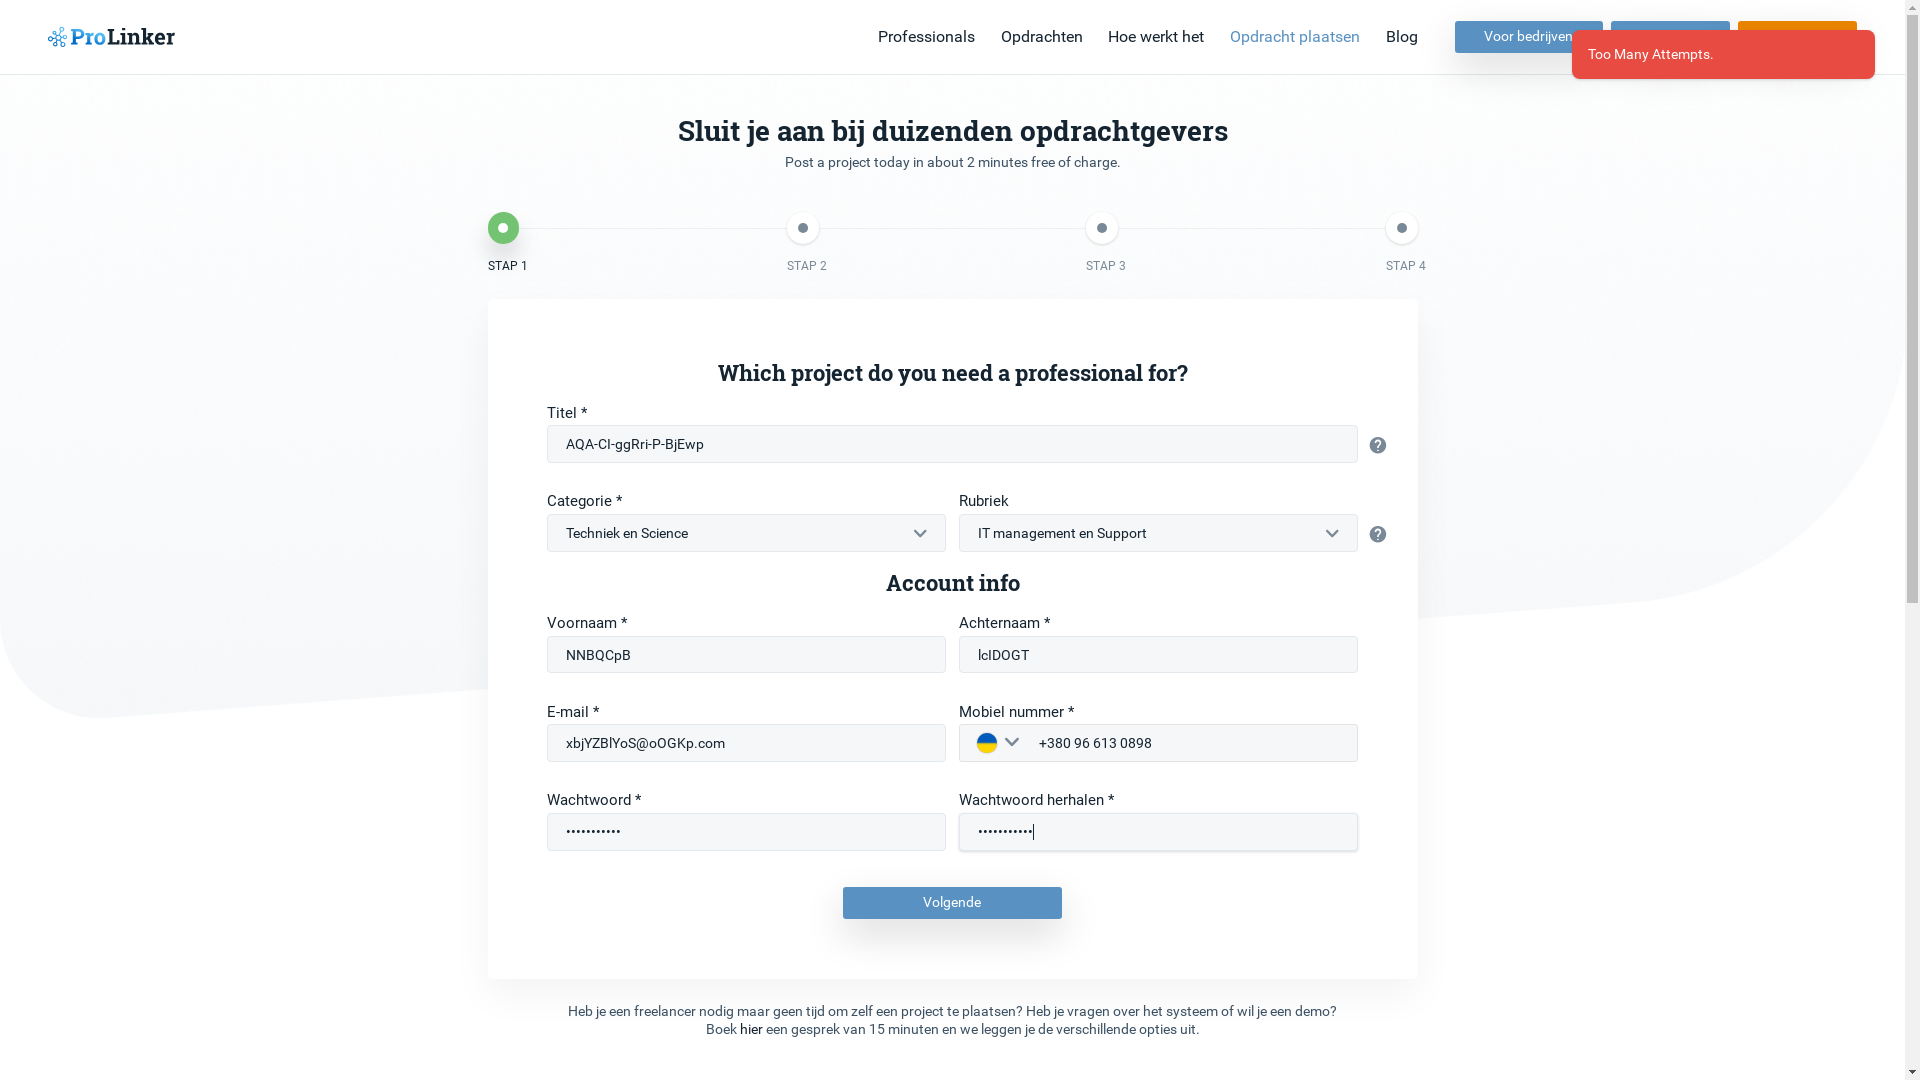 ProLinker
Professionals Opdrachten Hoe werkt het Opdracht plaatsen Blog Voor bedrijven
Too Many Attempts.
Sluit je aan bij duizenden opdrachtgevers
Post a project today in about 2 minutes free of charge.
STAP 1 STAP 2 STAP 3 STAP 4
Which project do you need a professional for?
Titel *
AQA-CI-ggRri-P-BjEwp
Categorie * Rubriek
Techniek en Science IT management en Support
Account info
Voornaam * Achternaam *
NNBQCpB lcIDOGT
E-mail * Mobiel nummer *
xbjYZBlYoS@oOGKp.com +380 96 613 0898
Wachtwoord * Wachtwoord herhalen *
••••••••••• •••••••••••
Volgende
Heb je een freelancer nodig maar geen tijd om zelf een project te plaatsen? Heb je vragen over het systeem of wil je een demo?
Boek hier een gesprek van 15 minuten en we leggen je de verschillende opties uit.